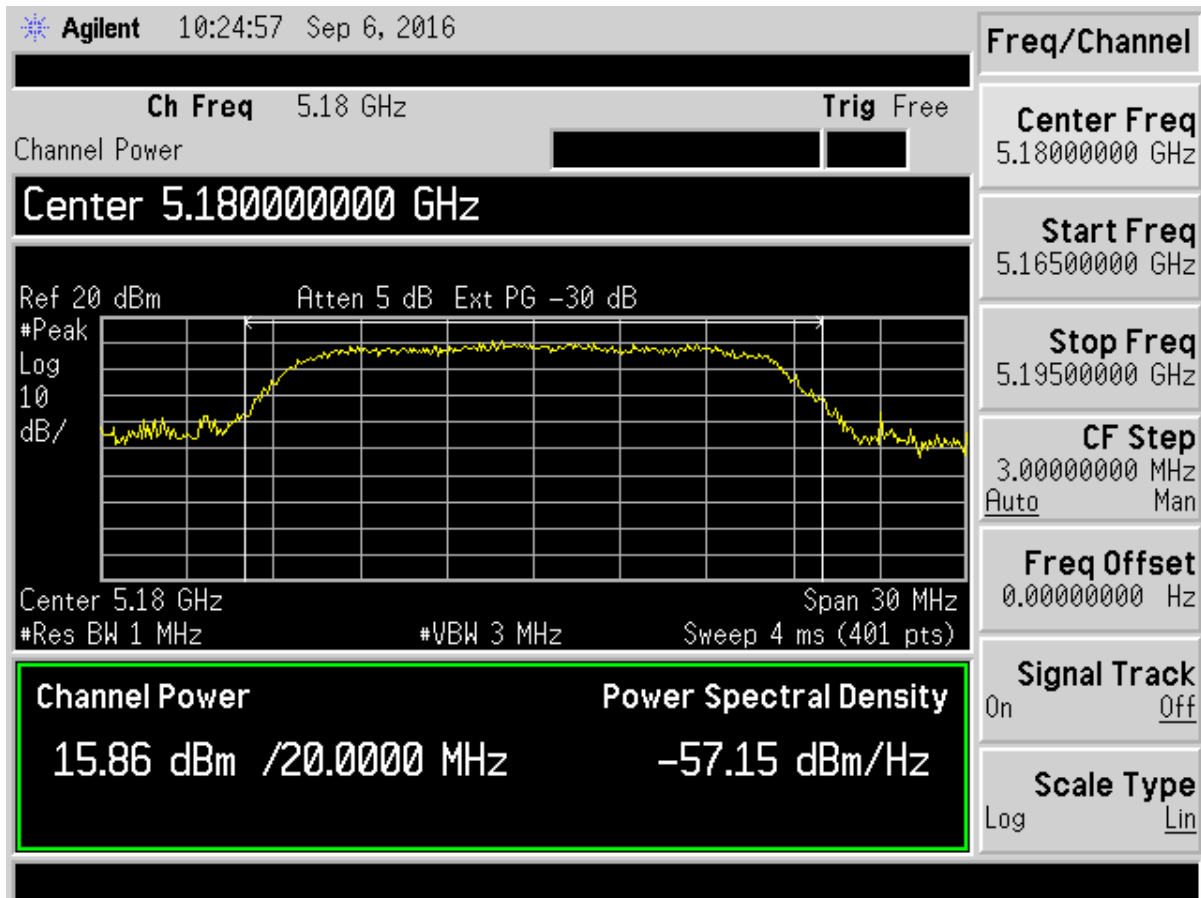 Agilent 10:24:57 Sep 6, 2016
Freq/Channel
Ch Freq 5.18 GHz Trig Free
Channel Power
Center 5.180000000 GHz
Ref 20 dBm Atten 5 dB Ext PG -30 dB
#Peak
Log
10
dB/
Center 5.18 GHz Span 30 MHz
#Res BW 1 MHz #VBW 3 MHz Sweep 4 ms (401 pts)
Channel Power Power Spectral Density
15.86 dBm /20.0000 MHz -57.15 dBm/Hz
Center Freq
5.18000000 GHz
Start Freq
5.16500000 GHz
Stop Freq
5.19500000 GHz
CF Step
3.00000000 MHz
Auto Man
Freq Offset
0.00000000 Hz
Signal Track
On Off
Scale Type
Log Lin